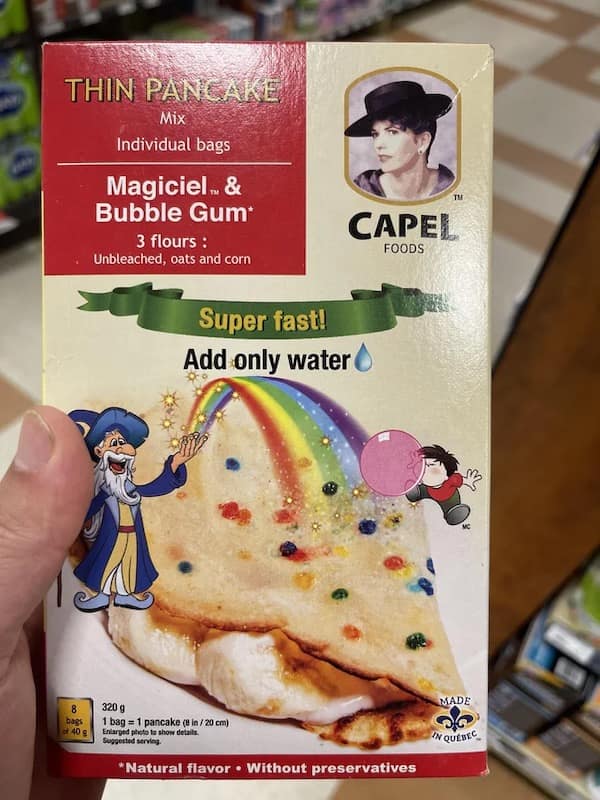 THIN PANCAKE
Mix
Individual bags
Magiciel™ &
Bubble Gum*
3 flours :
Unbleached, oats and corn
TM
CAPEL
FOODS
Super fast!
Add only water
MC
8
bags
of 40 g
320 g
1 bag = 1 pancake (8 in / 20 cm)
Enlarged photo to show details.
Suggested serving.
MADE
IN QUÉBEC
*Natural flavor • Without preservatives